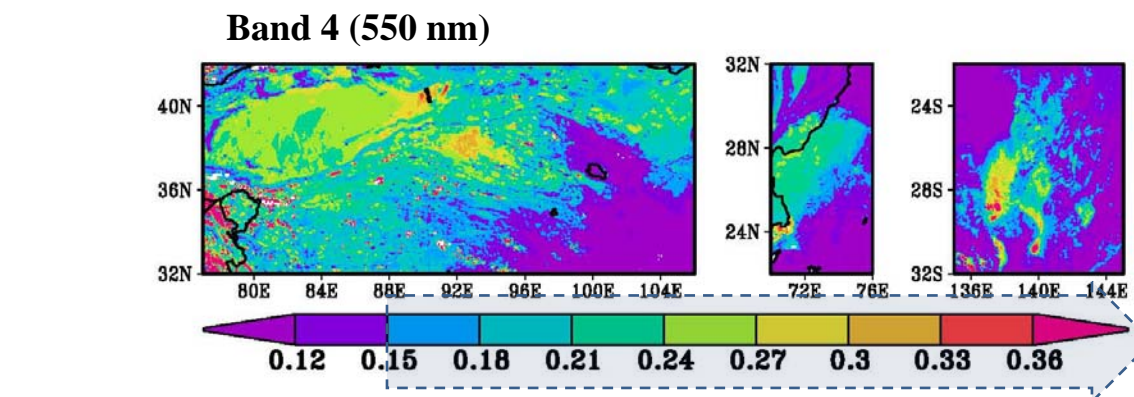 Band 4 (550 nm)
40N
36N
32N
80E 84E 88E 92E 96E 100E 104E
32N
28N
24N
72E 76E
24S
28S
32S
136E 140E 144E
0.12 0.15 0.18 0.21 0.24 0.27 0.3 0.33 0.36